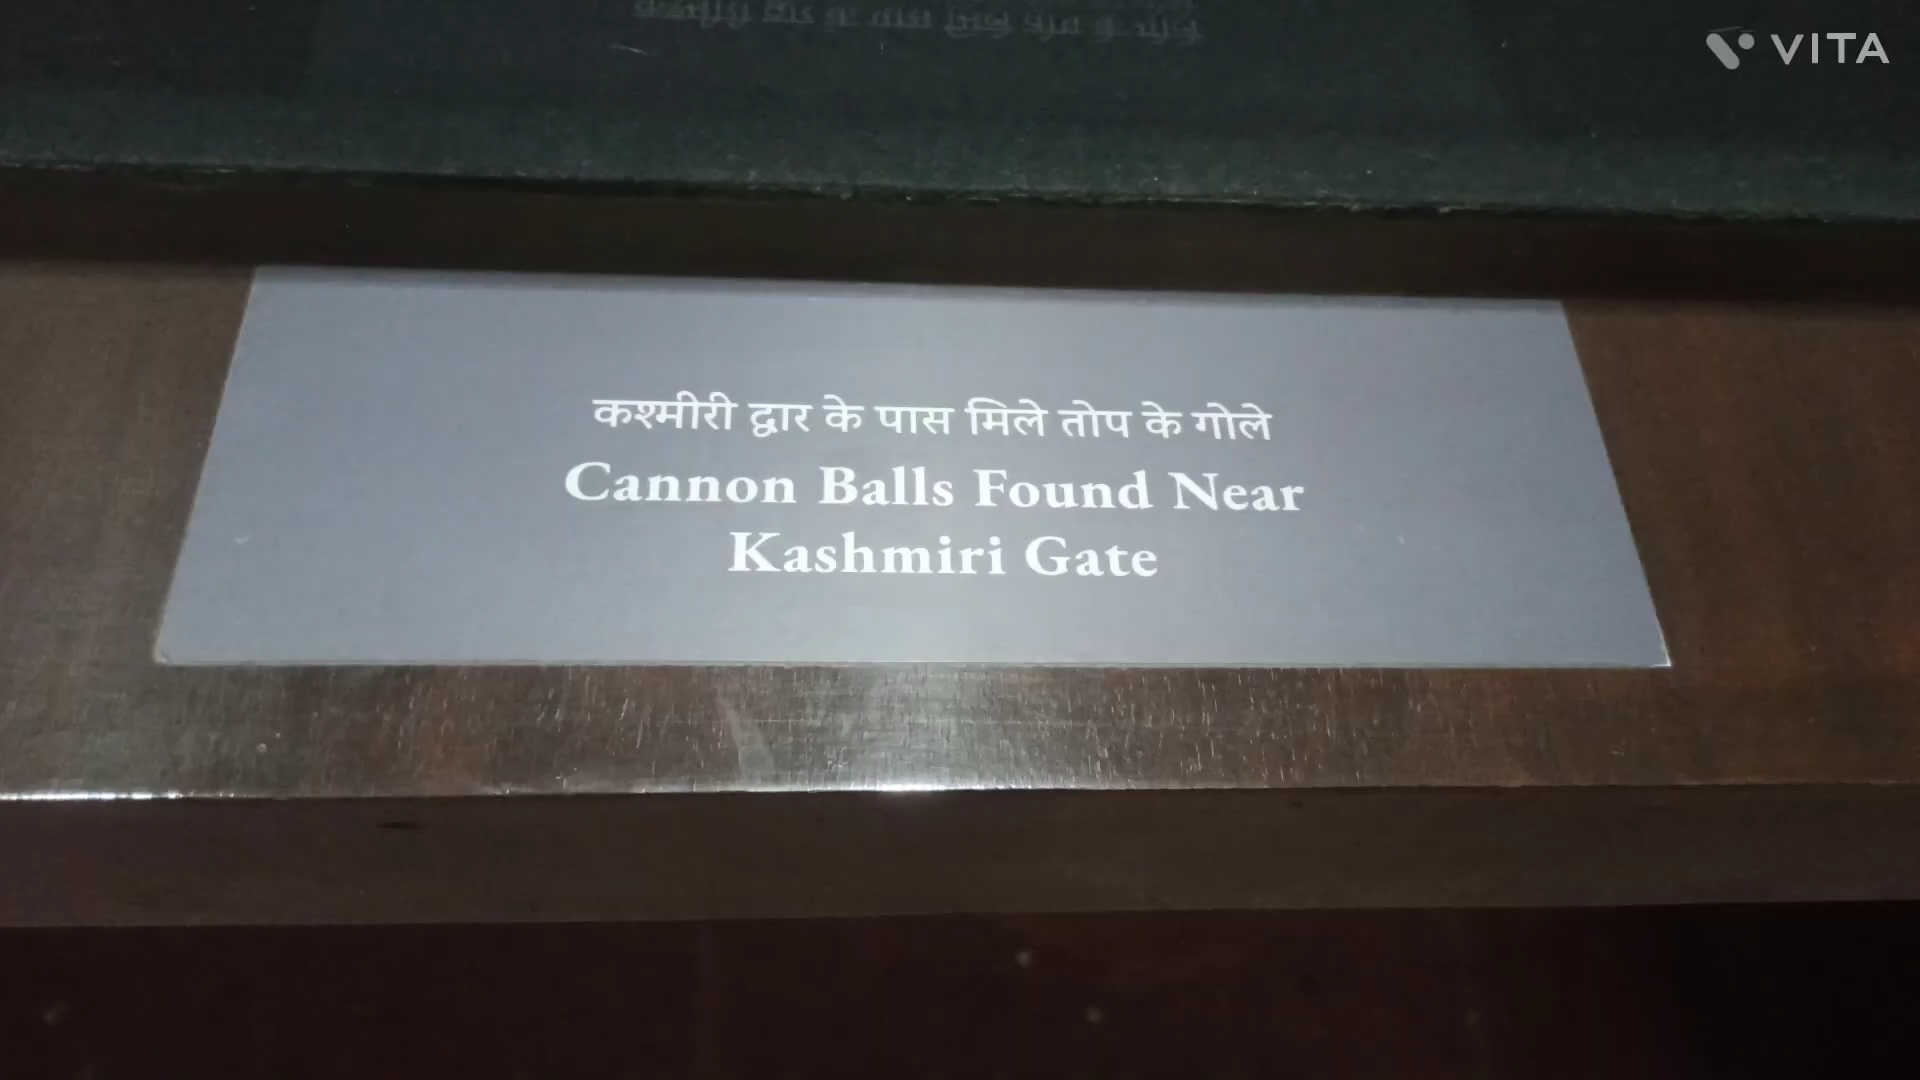 VITA
कश्मीरी द्वार के पास मिले तोप के गोले
Cannon Balls Found Near
Kashmiri Gate